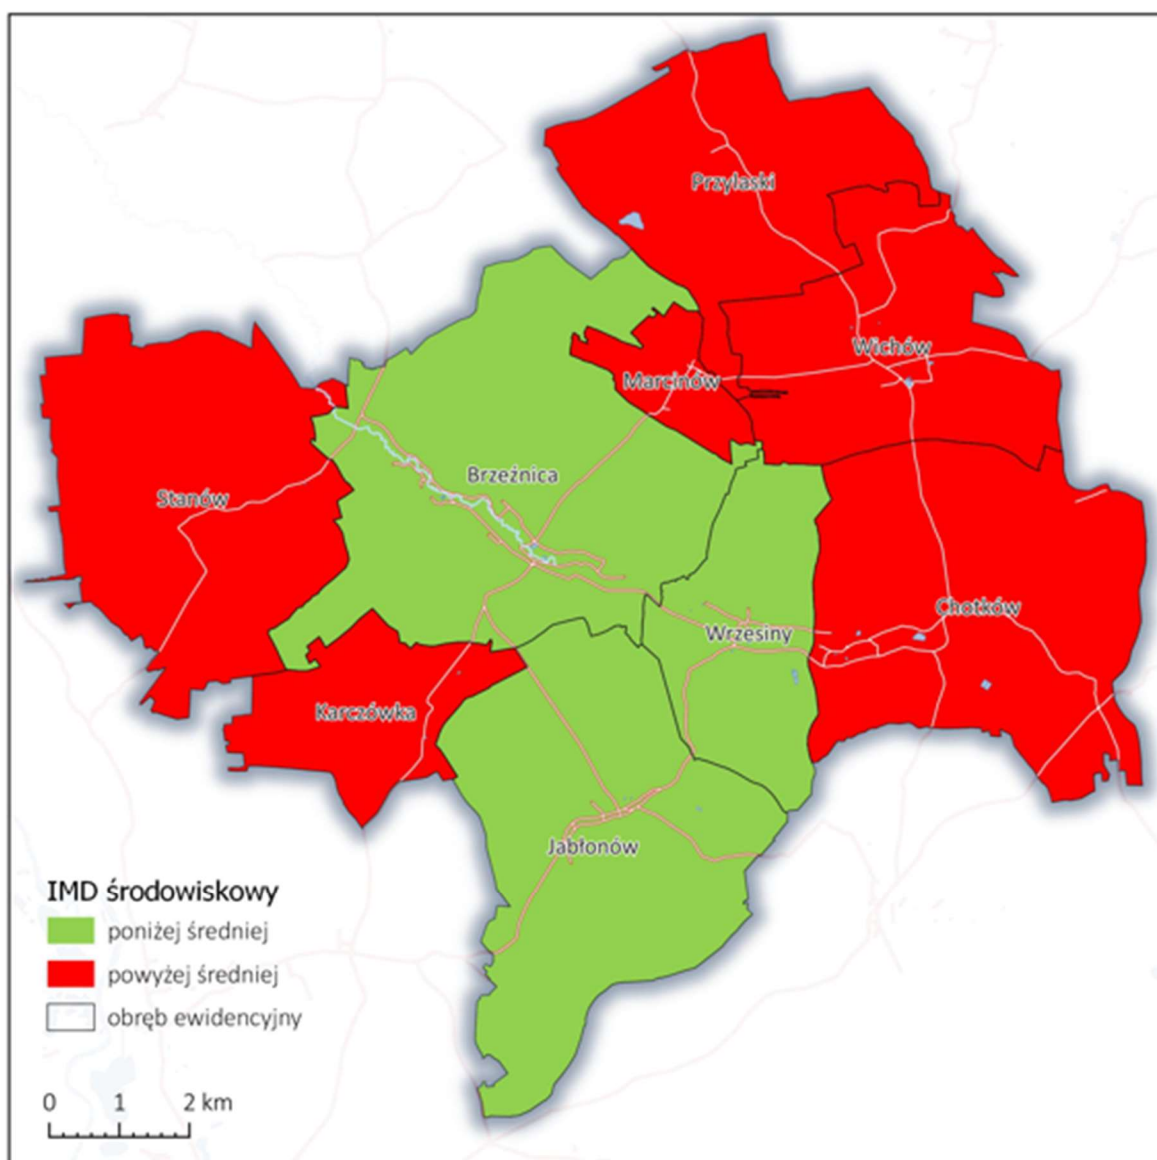 Przylaski
Wichów
Marcinów
Brzeźnica
Stanów
Chotków
Wrzesiny
Karczówka
Jabłonów
IMD środowiskowy
poniżej średniej
powyżej średniej
obręb ewidencyjny
0 1 2 km